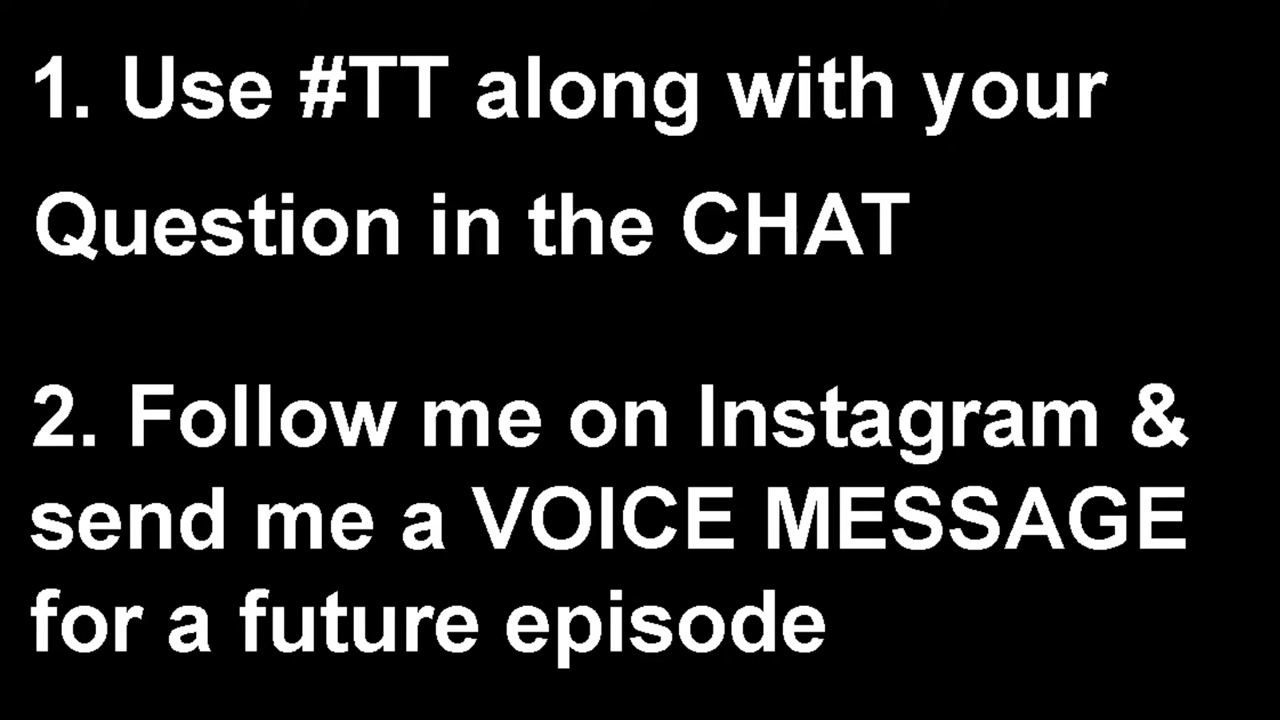 1. Use #TT along with your
Question in the CHAT
2. Follow me on Instagram &
send me a VOICE MESSAGE
for a future episode